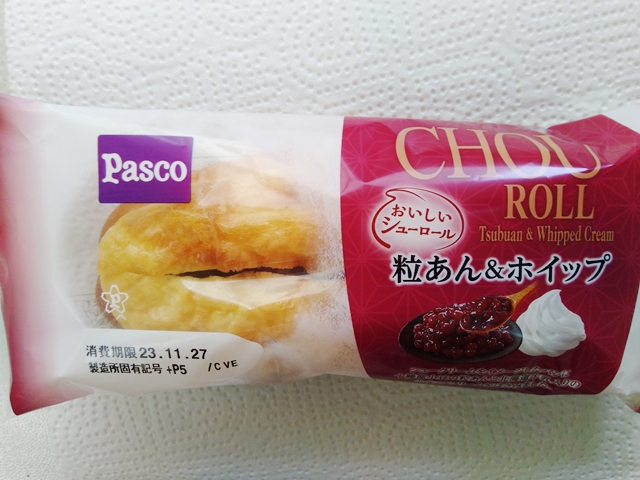 Pasco
CHOU
ROLL
Tsubuan & Whipped Cream
おいしい
シューロール
粒あん&ホイップ
消費期限 23.11.27
製造所固有記号 +P5 /CVE